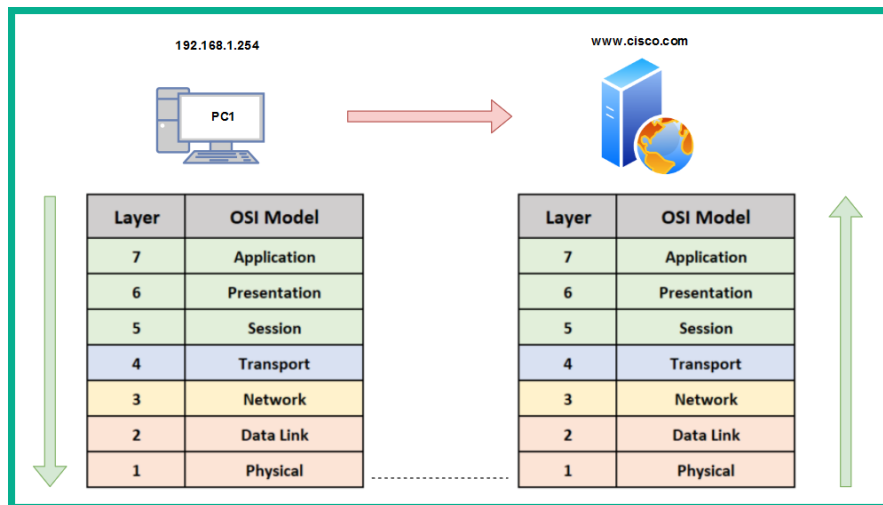 192.168.1.254
www.cisco.com
PC1
Layer OSI Model
7 Application
6 Presentation
5 Session
4 Transport
3 Network
2 Data Link
1 Physical
Layer OSI Model
7 Application
6 Presentation
5 Session
4 Transport
3 Network
2 Data Link
1 Physical